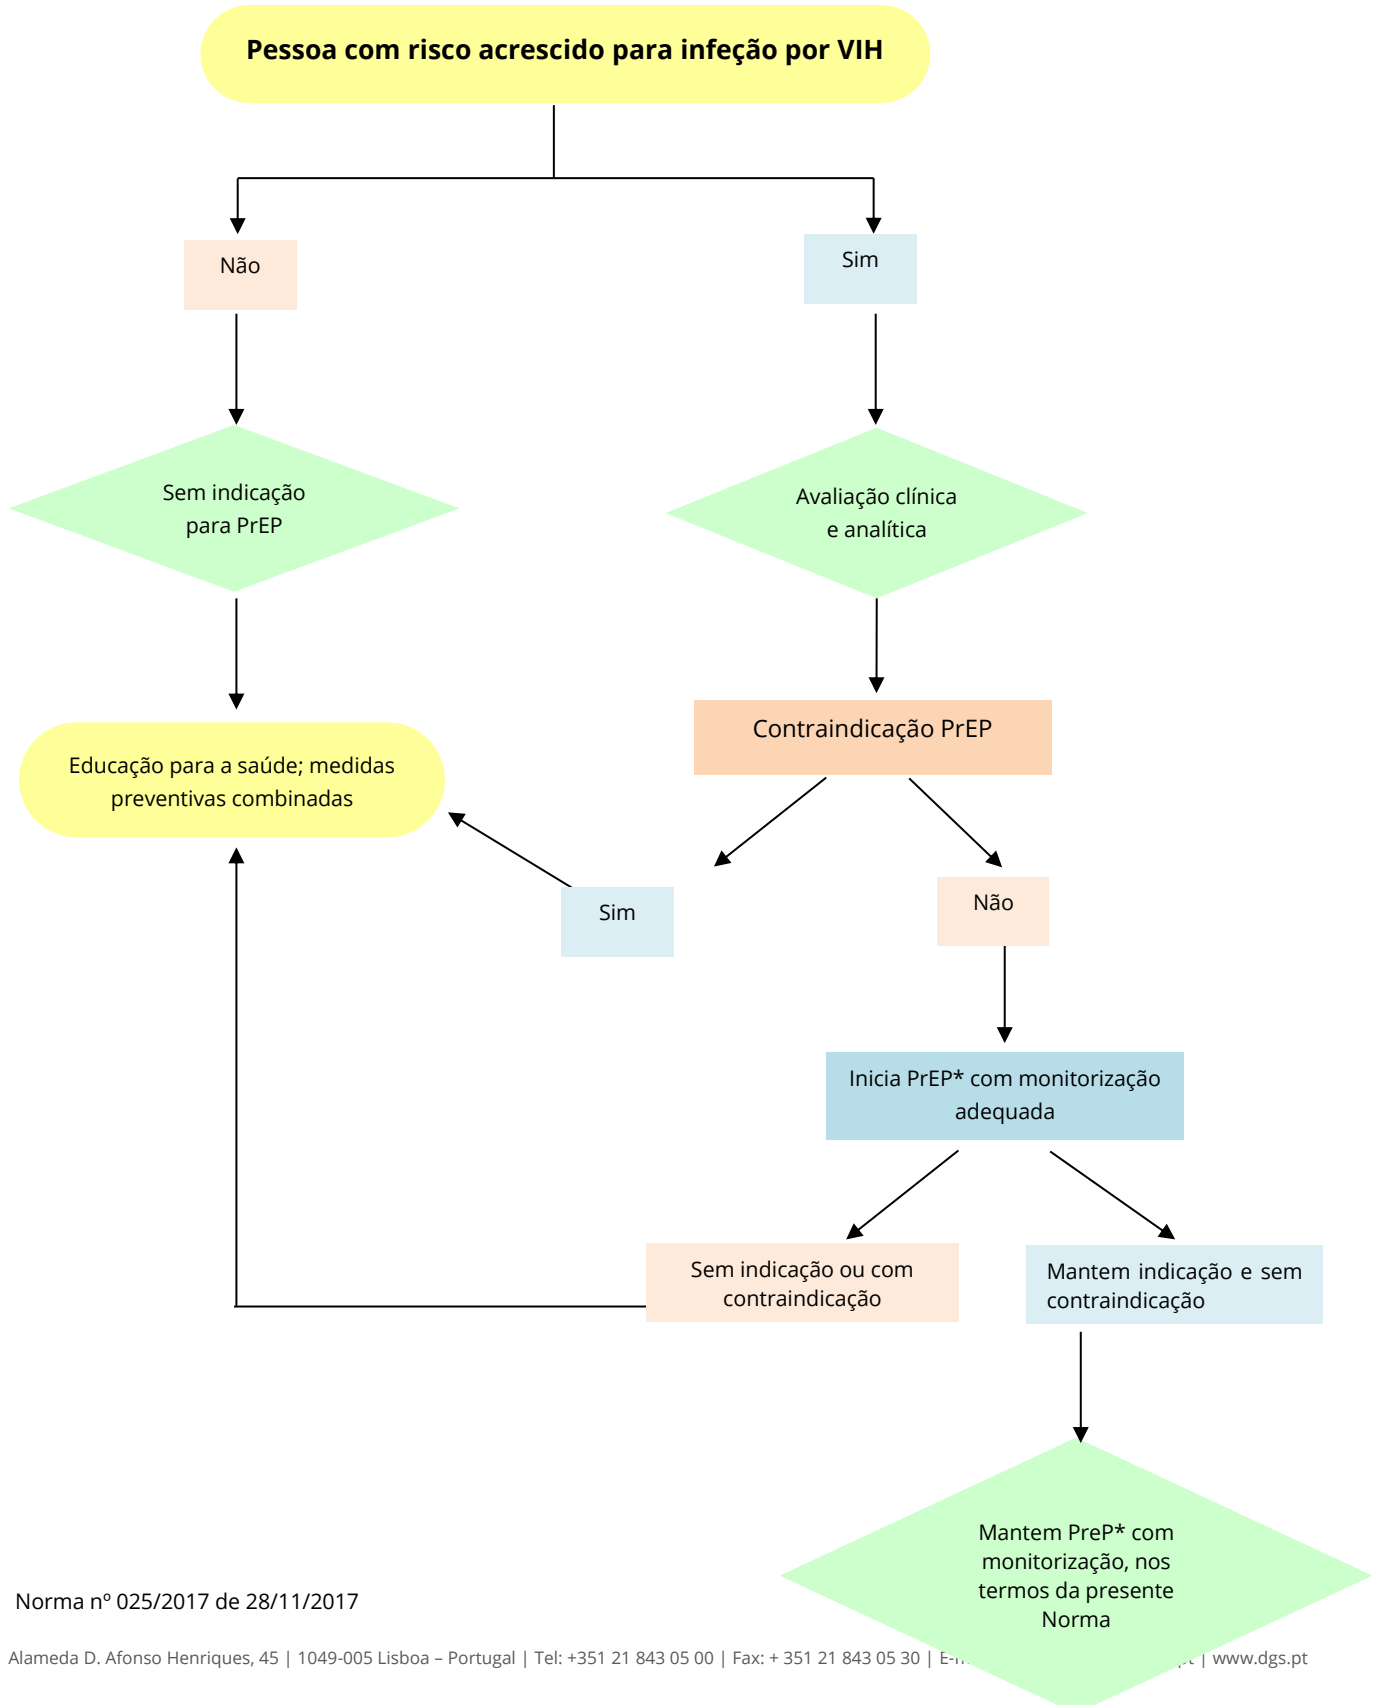 Pessoa com risco acrescido para infeção por VIH
Não
Sim
Sem indicação
para PrEP
Avaliação clínica
e analítica
Educação para a saúde; medidas
preventivas combinadas
Contraindicação PrEP
Sim
Não
Inicia PrEP* com monitorização
adequada
Sem indicação ou com
contraindicação
Mantem indicação e sem
contraindicação
Mantem PreP* com
monitorização, nos
termos da presente
Norma
Norma nº 025/2017 de 28/11/2017
Alameda D. Afonso Henriques, 45 | 1049-005 Lisboa – Portugal | Tel: +351 21 843 05 00 | Fax: + 351 21 843 05 30 | | www.dgs.pt